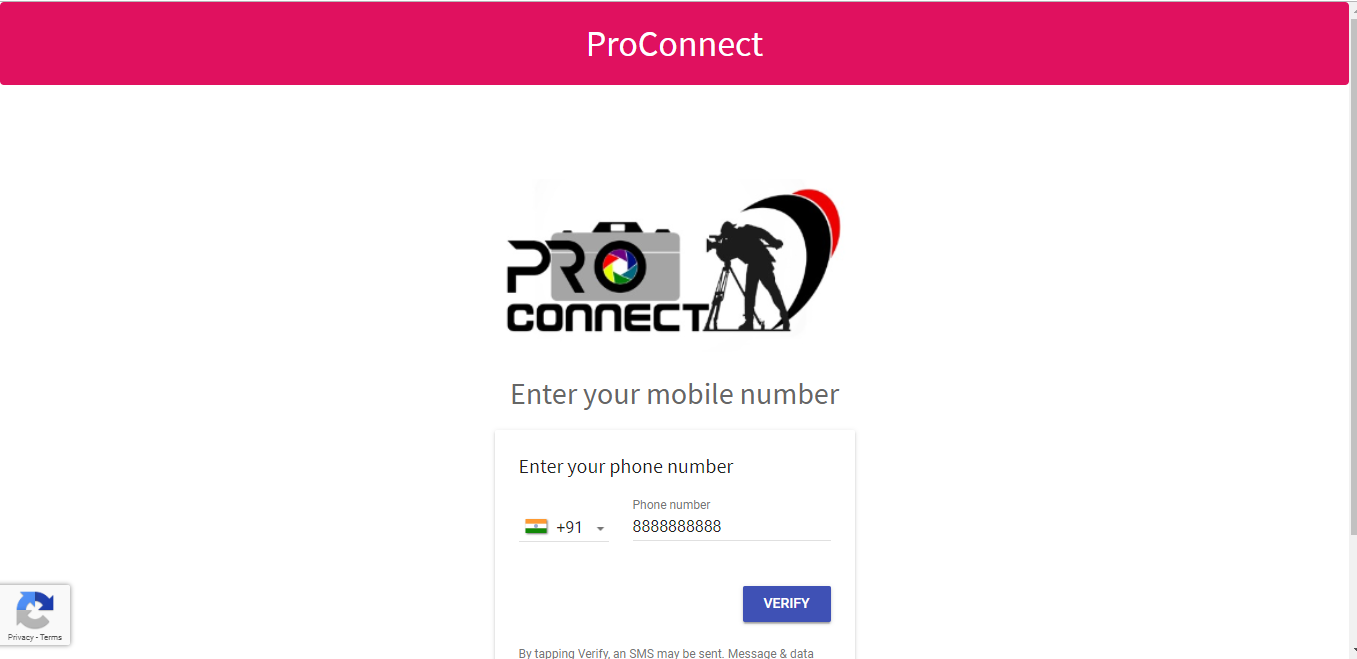 ProConnect
PRO
CONNECT
Enter your mobile number
Enter your phone number
Phone number
+91
8888888888
VERIFY
Privacy - Terms
By tapping Verify, an SMS may be sent. Message & data